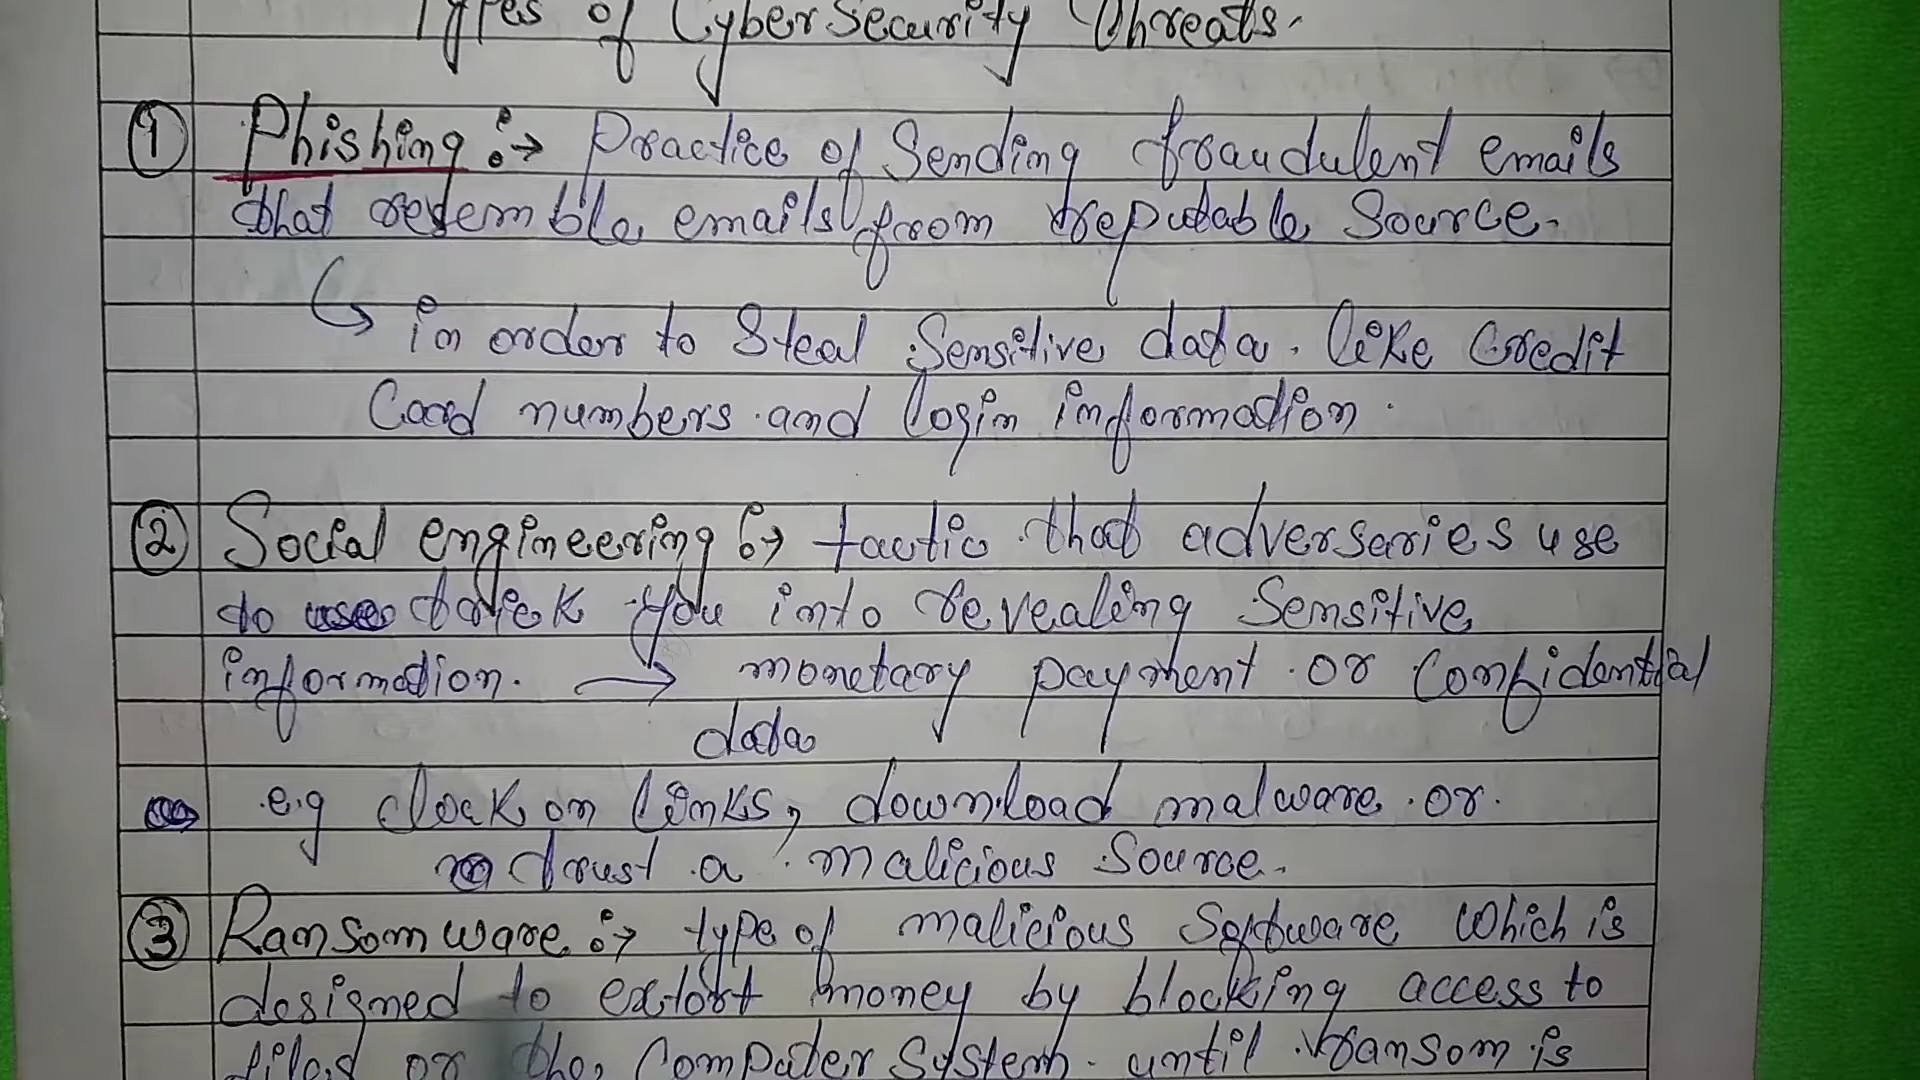 Types of Cyber Security Threats.
① Phishing :→ Practice of Sending fraudulent emails
that resemble emails from reputable Source.
↳ in order to Steal Sensitive data. like Credit
Card numbers and login information.
② Social engineering :→ tactic that adversaries use
to trick you into revealing Sensitive
information. → monetary payment or Confidential
data
e.g clock on links, download malware or
trust a malicious Source.
③ Ransomware :→ type of malicious Software which is
designed to extort money by blocking access to
files or the Computer System until ransom is